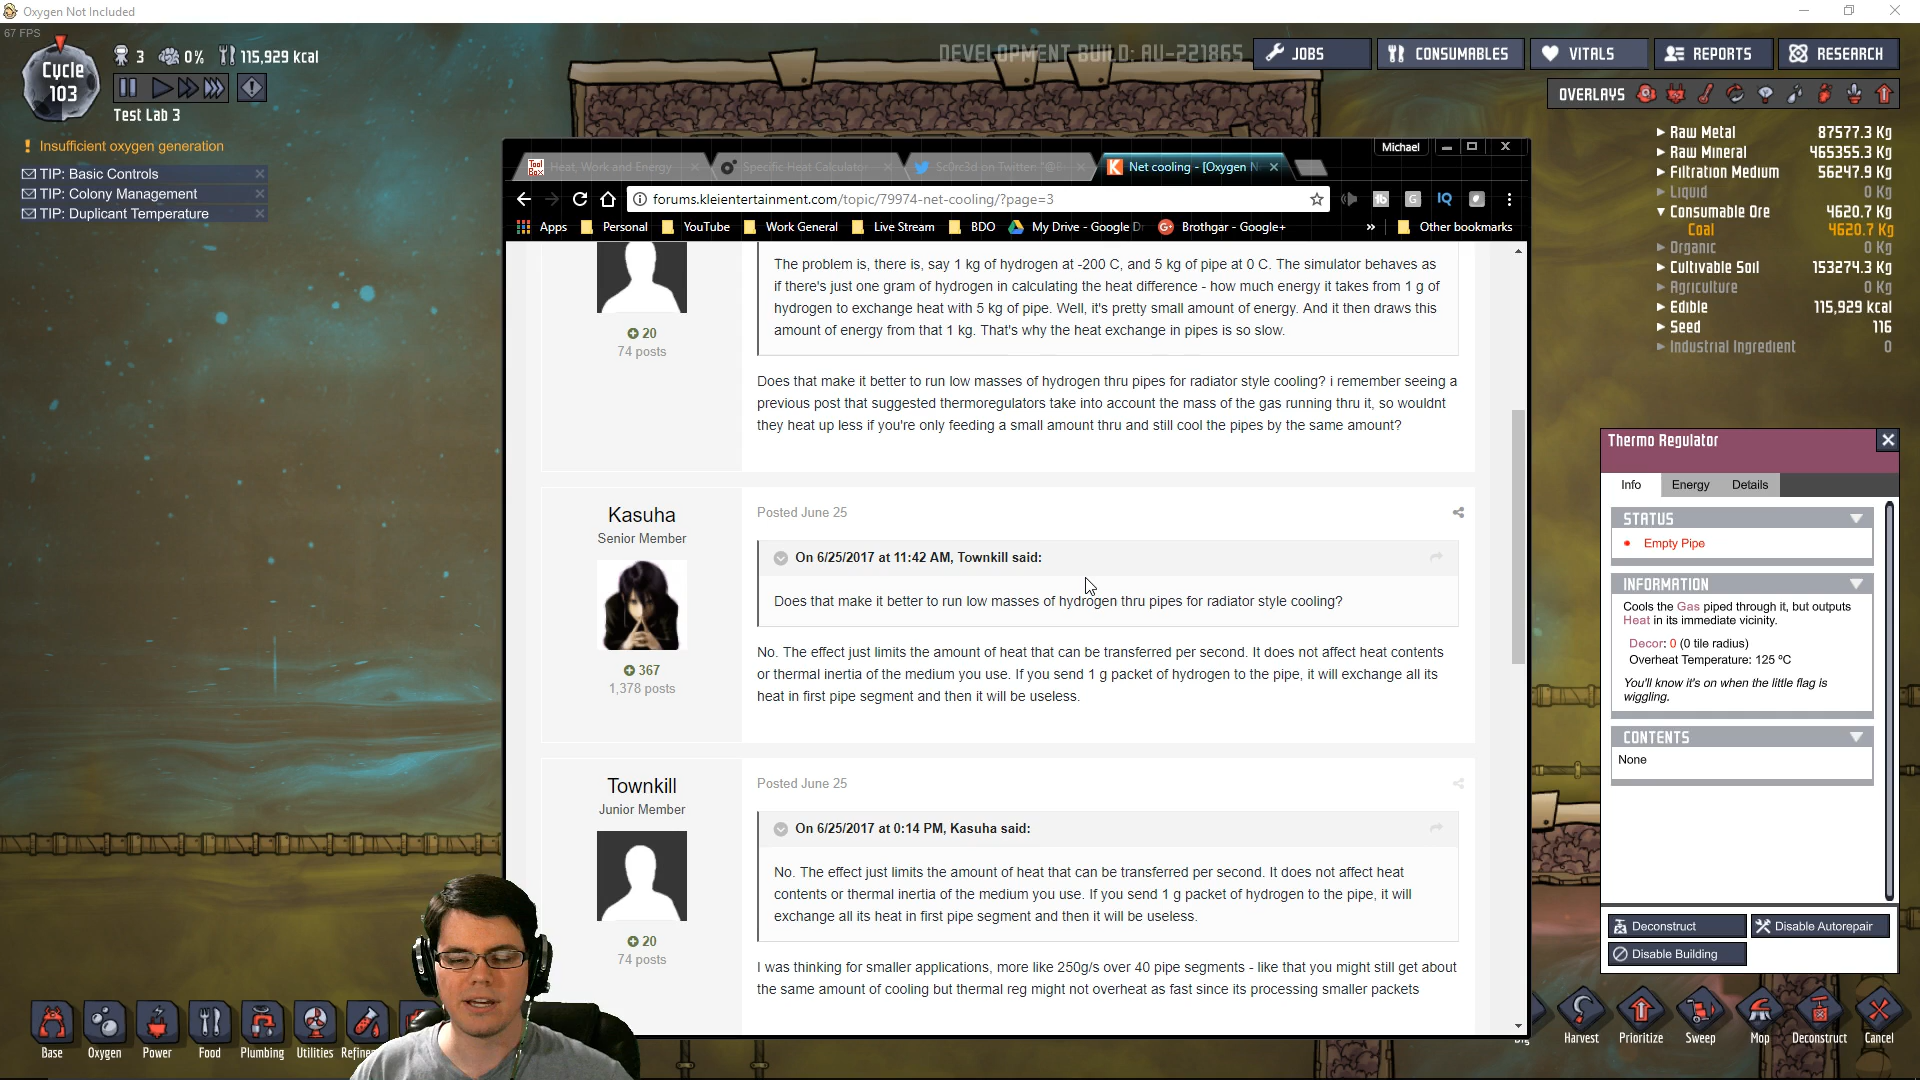 Oxygen Not Included
67 FPS
Cycle
103
3
0%
115,929 kcal
Test Lab 3
Insufficient oxygen generation
TIP: Basic Controls
TIP: Colony Management
TIP: Duplicant Temperature
DEVELOPMENT BUILD: AU-221865
JOBS
CONSUMABLES
VITALS
REPORTS
RESEARCH
OVERLAYS
Raw Metal 87577.3 Kg
Raw Mineral 465355.3 Kg
Filtration Medium 56247.9 Kg
Liquid 0 Kg
Consumable Ore 4620.7 Kg
Coal 4620.7 Kg
Organic 0 Kg
Cultivable Soil 153274.3 Kg
Agriculture 0 Kg
Edible 115,929 kcal
Seed 116
Industrial Ingredient 0
Michael
Tool Box
Heat, Work and Energy
Specific Heat Calculato
Net cooling - [Oxygen N
forums.kleientertainment.com/topic/79974-net-cooling/?page=3
Apps
Personal
YouTube
Work General
Live Stream
BDO
My Drive - Google D
Brothgar - Google+
»
Other bookmarks
The problem is, there is, say 1 kg of hydrogen at -200 C, and 5 kg of pipe at 0 C. The simulator behaves as
if there's just one gram of hydrogen in calculating the heat difference - how much energy it takes from 1 g of
hydrogen to exchange heat with 5 kg of pipe. Well, it's pretty small amount of energy. And it then draws this
amount of energy from that 1 kg. That's why the heat exchange in pipes is so slow.
20
74 posts
Does that make it better to run low masses of hydrogen thru pipes for radiator style cooling? i remember seeing a
previous post that suggested thermoregulators take into account the mass of the gas running thru it, so wouldnt
they heat up less if you're only feeding a small amount thru and still cool the pipes by the same amount?
Kasuha
Senior Member
367
1,378 posts
Posted June 25
On 6/25/2017 at 11:42 AM, Townkill said:
Does that make it better to run low masses of hydrogen thru pipes for radiator style cooling?
No. The effect just limits the amount of heat that can be transferred per second. It does not affect heat contents
or thermal inertia of the medium you use. If you send 1 g packet of hydrogen to the pipe, it will exchange all its
heat in first pipe segment and then it will be useless.
Townkill
Junior Member
20
74 posts
Posted June 25
On 6/25/2017 at 0:14 PM, Kasuha said:
No. The effect just limits the amount of heat that can be transferred per second. It does not affect heat
contents or thermal inertia of the medium you use. If you send 1 g packet of hydrogen to the pipe, it will
exchange all its heat in first pipe segment and then it will be useless.
I was thinking for smaller applications, more like 250g/s over 40 pipe segments - like that you might still get about
the same amount of cooling but thermal reg might not overheat as fast since its processing smaller packets
Thermo Regulator
Info
Energy
Details
STATUS
Empty Pipe
INFORMATION
Cools the Gas piped through it, but outputs
Heat in its immediate vicinity.
Decor: 0 (0 tile radius)
Overheat Temperature: 125 ºC
You'll know it's on when the little flag is
wiggling.
CONTENTS
None
Deconstruct
Disable Autorepair
Disable Building
Base
Oxygen
Power
Food
Plumbing
Utilities
Harvest
Prioritize
Sweep
Mop
Deconstruct
Cancel